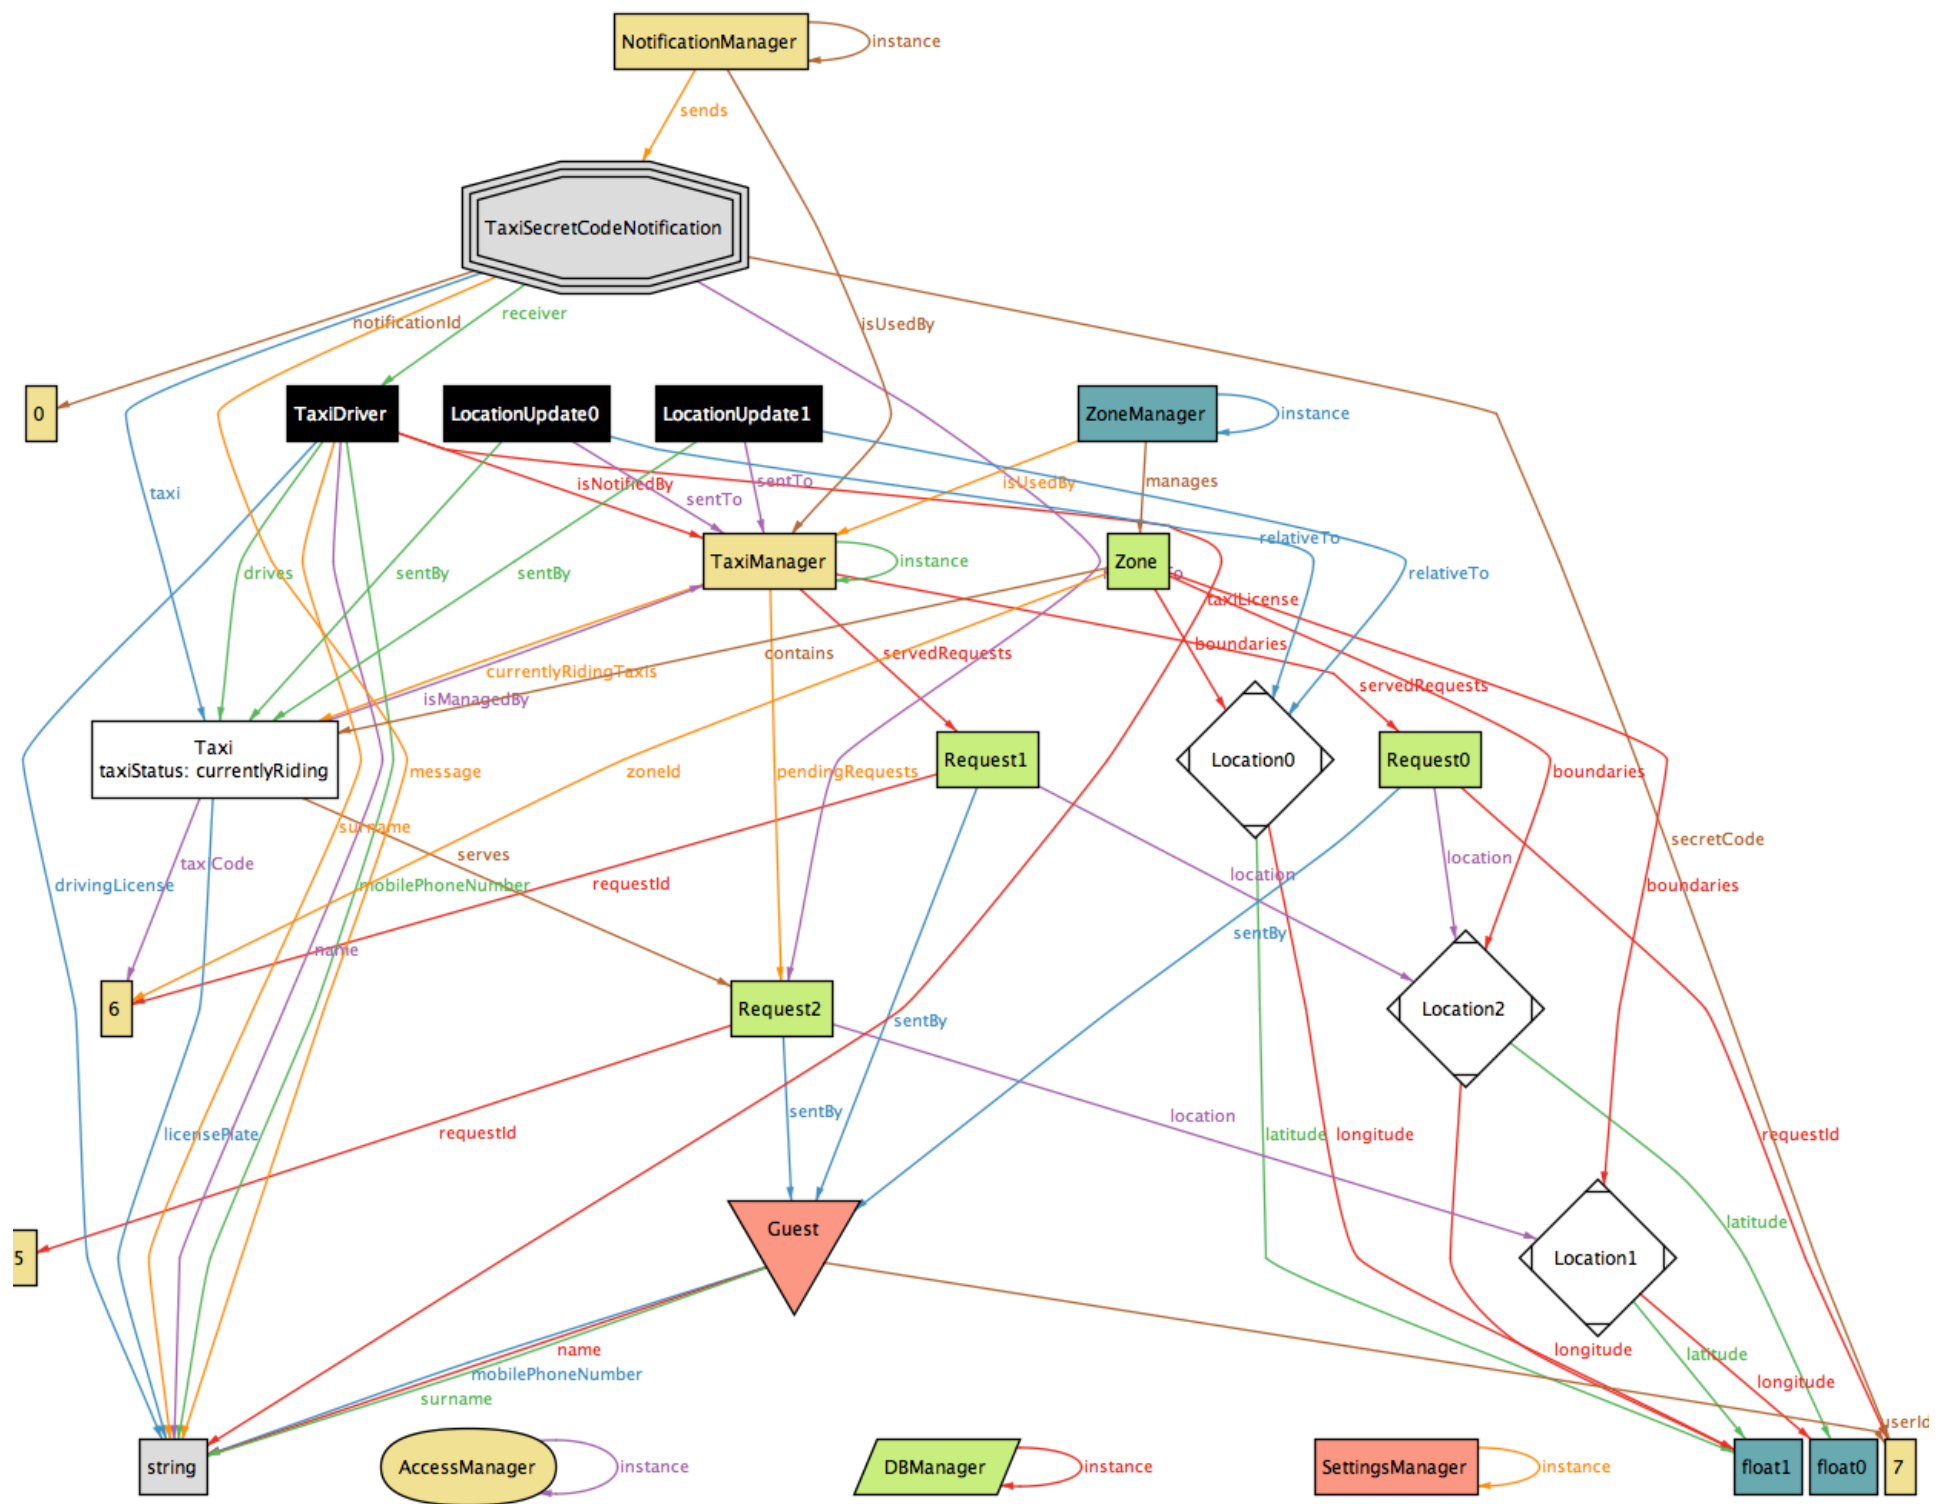 NotificationManager
instance
sends
TaxiSecretCodeNotification
receiver
notificationId
isUsedBy
0
TaxiDriver
LocationUpdate0
LocationUpdate1
ZoneManager
instance
taxi
isNotifiedBy
sentTo
sentTo
isUsedBy
manages
relativeTo
drives
sentBy
sentBy
TaxiManager
instance
Zone
relativeTo
taxiLicense
boundaries
contains
servedRequests
currentlyRidingTaxis
isManagedBy
servedRequests
Taxi
taxiStatus: currentlyRiding
message
zoneId
pendingRequests
Request1
Location0
Request0
boundaries
surname
serves
taxiCode
secretCode
location
location
drivingLicense
mobilePhoneNumber
requestId
boundaries
name
sentBy
6
Request2
sentBy
Location2
sentBy
location
licensePlate
requestId
latitude
longitude
requestId
latitude
5
Guest
Location1
name
mobilePhoneNumber
surname
longitude
latitude
longitude
userId
string
AccessManager
instance
DBManager
instance
SettingsManager
instance
float1
float0
7